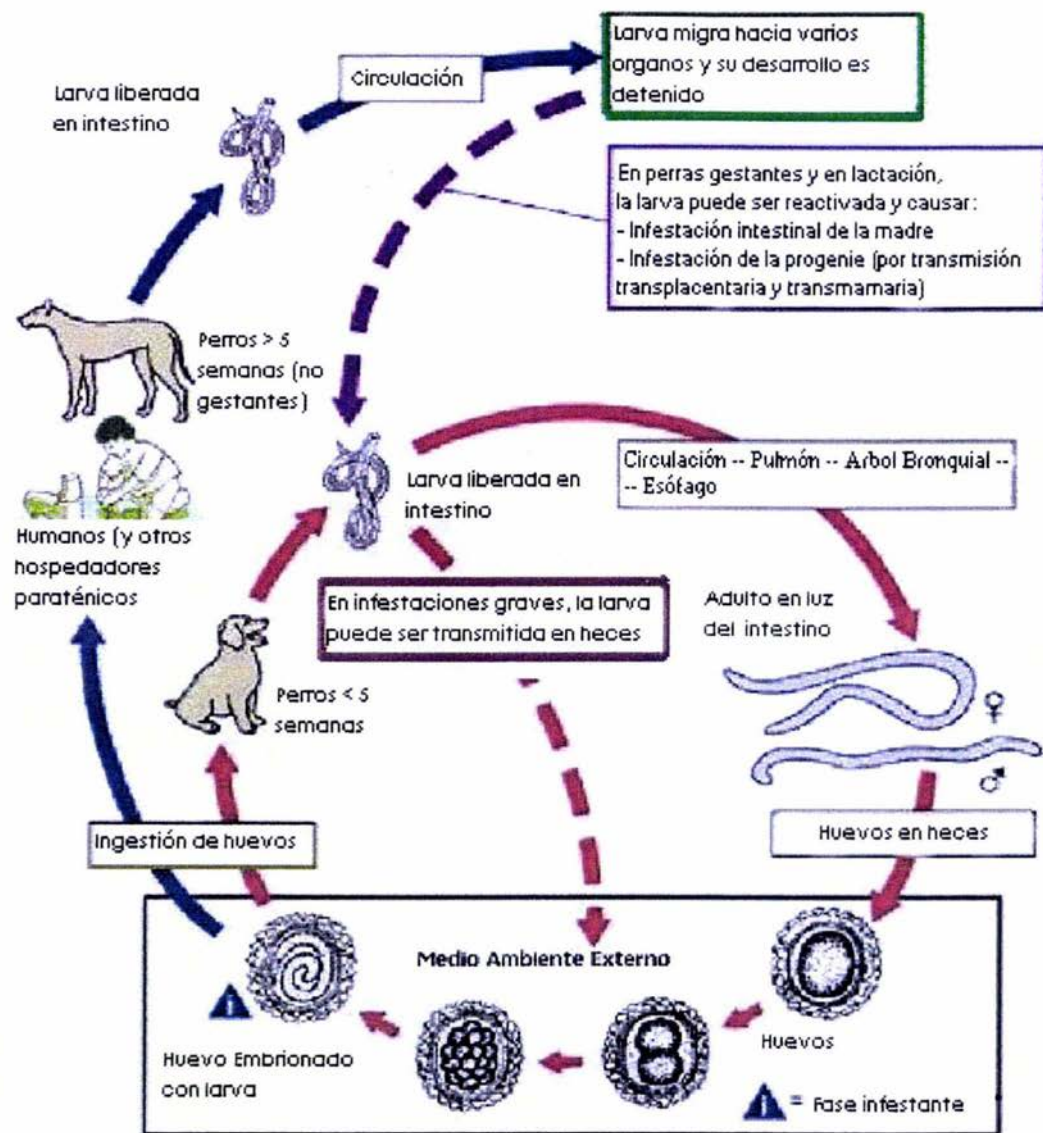 Larva migra hacia varios
organos y su desarrollo es
detenido
Circulación
Larva liberada
en intestino
En perras gestantes y en lactación,
la larva puede ser reactivada y causar:
- Infestación intestinal de la madre
- Infestación de la progenie (por transmisión
transplacentaria y transmamaria)
Perros > 5
semanas (no
gestantes)
Circulación -- Pulmón -- Arbol Bronquial --
-- Esófago
Larva liberada en
intestino
Humanos (y otros
hospedadores
paraténicos
En infestaciones graves, la larva
puede ser transmitida en heces
Adulto en luz
del intestino
♀
♂
Perros < 5
semanas
Ingestión de huevos
Huevos en heces
Medio Ambiente Externo
i
Huevos
Huevo Embrionado
con larva
i = Fase infestante